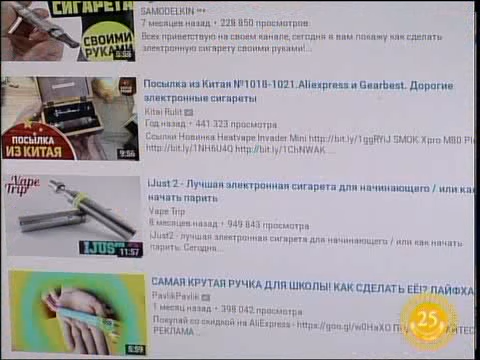 СИГАРЕТА
СВОИМИ
РУКАМИ
SAMODELKIN
7 месяцев назад • 228 850 просмотров
Всех приветствую на своем канале, сегодня я вам покажу как сделать
электронную сигарету своими руками!...
Посылка из Китая №1018-1021.Aliexpress и Gearbest. Дорогие
электронные сигареты
Kitai Rulit
Год назад • 441 323 просмотра
Ссылки Новинка Heatvape Invader Mini http://bit.ly/1ggRYiJ SMOK Xpro M80 Pl
http://bit.ly/1NH6U4Q http://bit.ly/1ChNWAK ...
ПОСЫЛКА
ИЗ КИТАЯ
9:56
Vape
Trip
IJUST
11:57
iJust 2 - Лучшая электронная сигарета для начинающего / или как
начать парить
Vape Trip
8 месяцев назад • 949 843 просмотра
iJust2 - лучшая электронная сигарета для начинающего / или как начать
парить. Сегодня...
САМАЯ КРУТАЯ РУЧКА ДЛЯ ШКОЛЫ! КАК СДЕЛАТЬ ЕЁ!? ЛАЙФХА
PavlikPavlik
1 месяц назад • 398 042 просмотра
Покупай со скидкой на AliExpress - https://goo.gl/w0HaXO
РЕКЛАМА ...
5:59
25